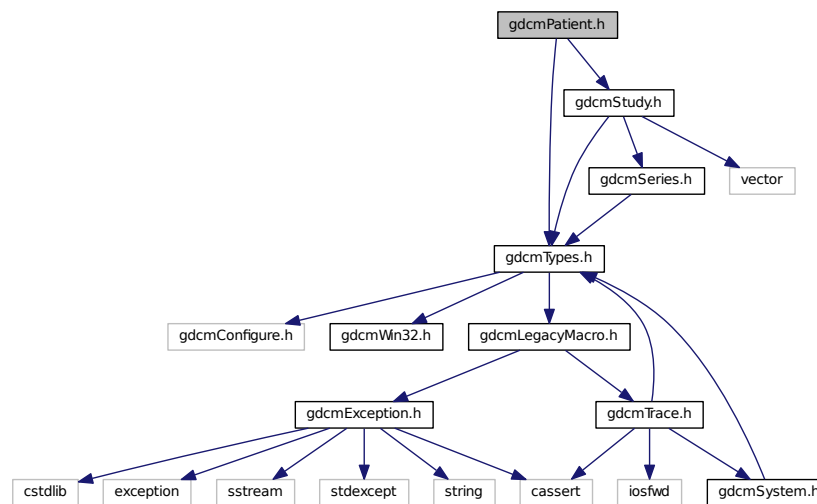 gdcmPatient.h
gdcmStudy.h
gdcmSeries.h
vector
gdcmTypes.h
gdcmConfigure.h
gdcmWin32.h
gdcmLegacyMacro.h
gdcmException.h
gdcmTrace.h
cstdlib
exception
sstream
stdexcept
string
cassert
iosfwd
gdcmSystem.h